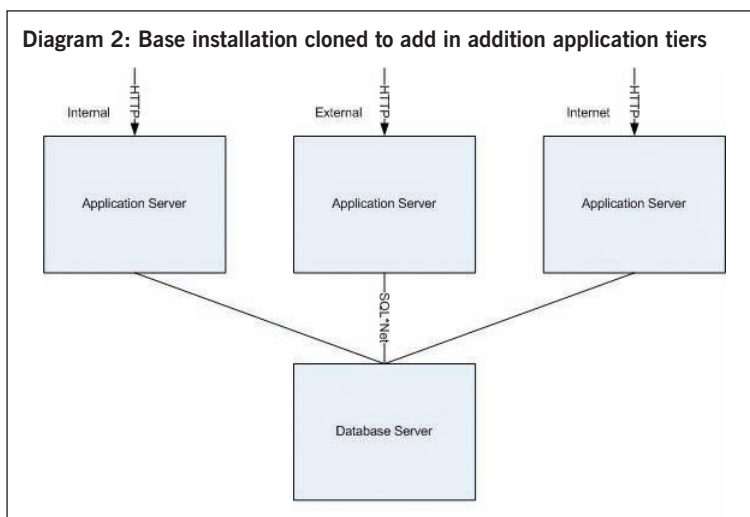 Diagram 2: Base installation cloned to add in addition application tiers
HTTP
HTTP
HTTP
Internal
External
Internet
Application Server
Application Server
Application Server
SQL*Net
Database Server